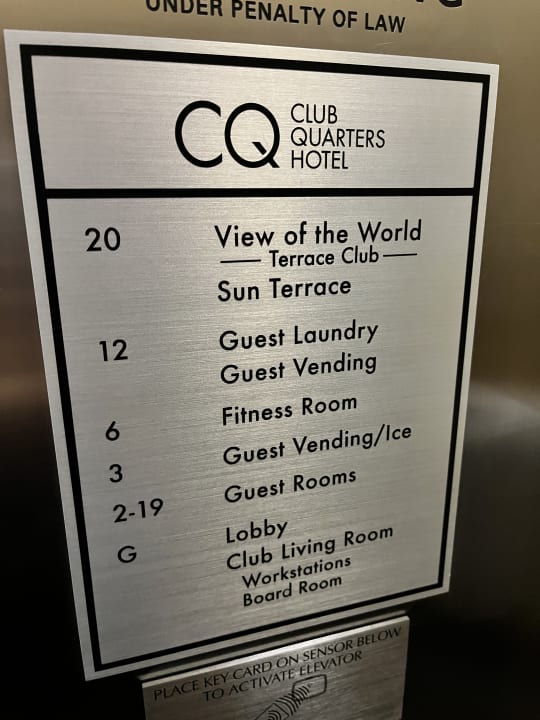 UNDER PENALTY OF LAW
CQ CLUB
QUARTERS
HOTEL
20 View of the World
Terrace Club
Sun Terrace
12 Guest Laundry
Guest Vending
6 Fitness Room
3 Guest Vending/Ice
2-19 Guest Rooms
G Lobby
Club Living Room
Workstations
Board Room
PLACE KEY CARD ON SENSOR BELOW
TO ACTIVATE ELEVATOR